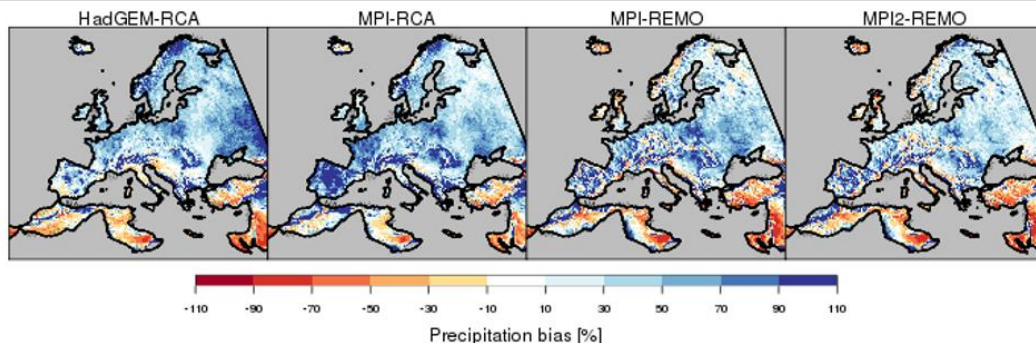 HadGEM-RCA MPI-RCA MPI-REMO MPI2-REMO
-110 -90 -70 -50 -30 -10 10 30 50 70 90 110
Precipitation bias [%]